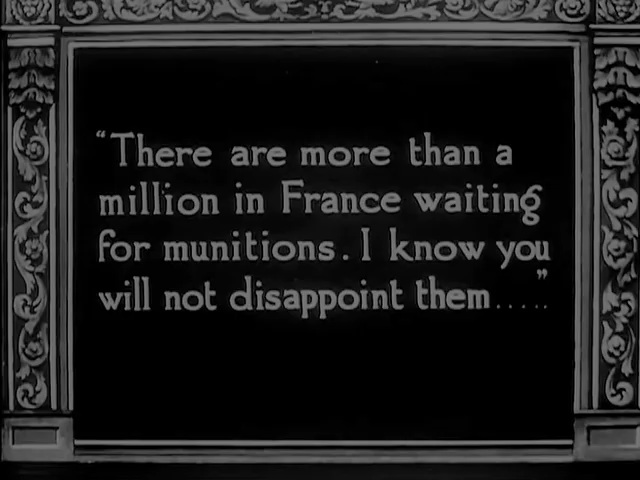 “There are more than a
million in France waiting
for munitions. I know you
will not disappoint them.....”